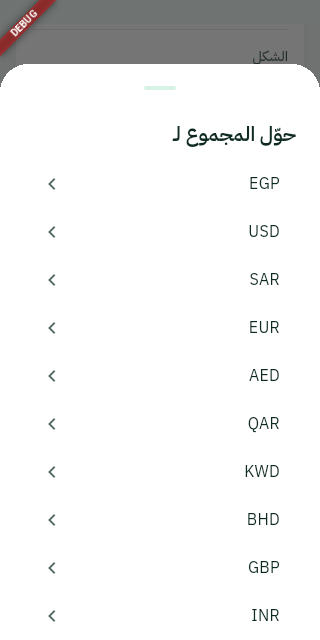 DEBUG
الشكل
حوّل المجموع لـ
EGP
USD
SAR
EUR
AED
QAR
KWD
BHD
GBP
INR